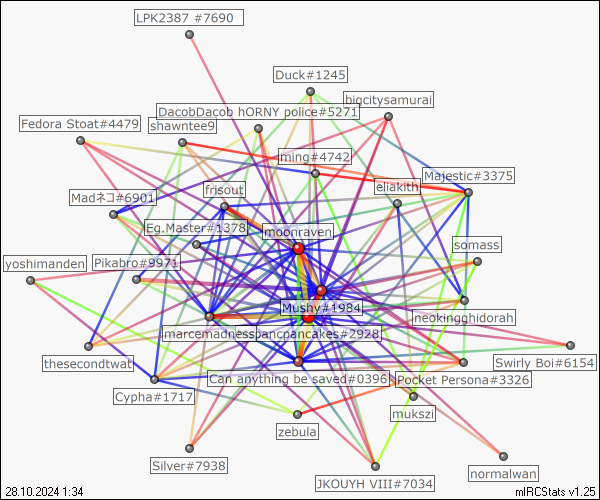 LPK2387 #7690
Duck#1245
bigcitysamurai
DacobDacob hORNY police#5271
Fedora Stoat#4479
shawntee9
ming#4742
Majestic#3375
eliakith
frisout
Madネコ#6901
Eg.Master#1378
moonraven
somass
yoshimanden
Pikabro#9971
Mushy#1984
neokingghidorah
marcemadness
pancpancakes#2928
Swirly Boi#6154
thesecondtwat
Can anything be saved#0396
Pocket Persona#3326
Cypha#1717
mukszi
zebula
Silver#7938
normalwan
JKOUYH VIII#7034
28.10.2024 1:34
mIRCStats v1.25